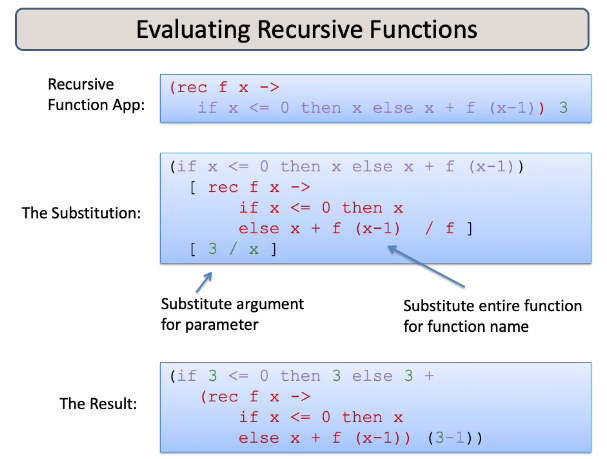 Evaluating Recursive Functions
Recursive
Function App:
(rec f x ->
if x <= 0 then x else x + f (x-1)) 3
The Substitution:
(if x <= 0 then x else x + f (x-1))
[ rec f x ->
if x <= 0 then x
else x + f (x-1) / f ]
[ 3 / x ]
Substitute argument
for parameter
Substitute entire function
for function name
The Result:
(if 3 <= 0 then 3 else 3 +
(rec f x ->
if x <= 0 then x
else x + f (x-1)) (3-1))